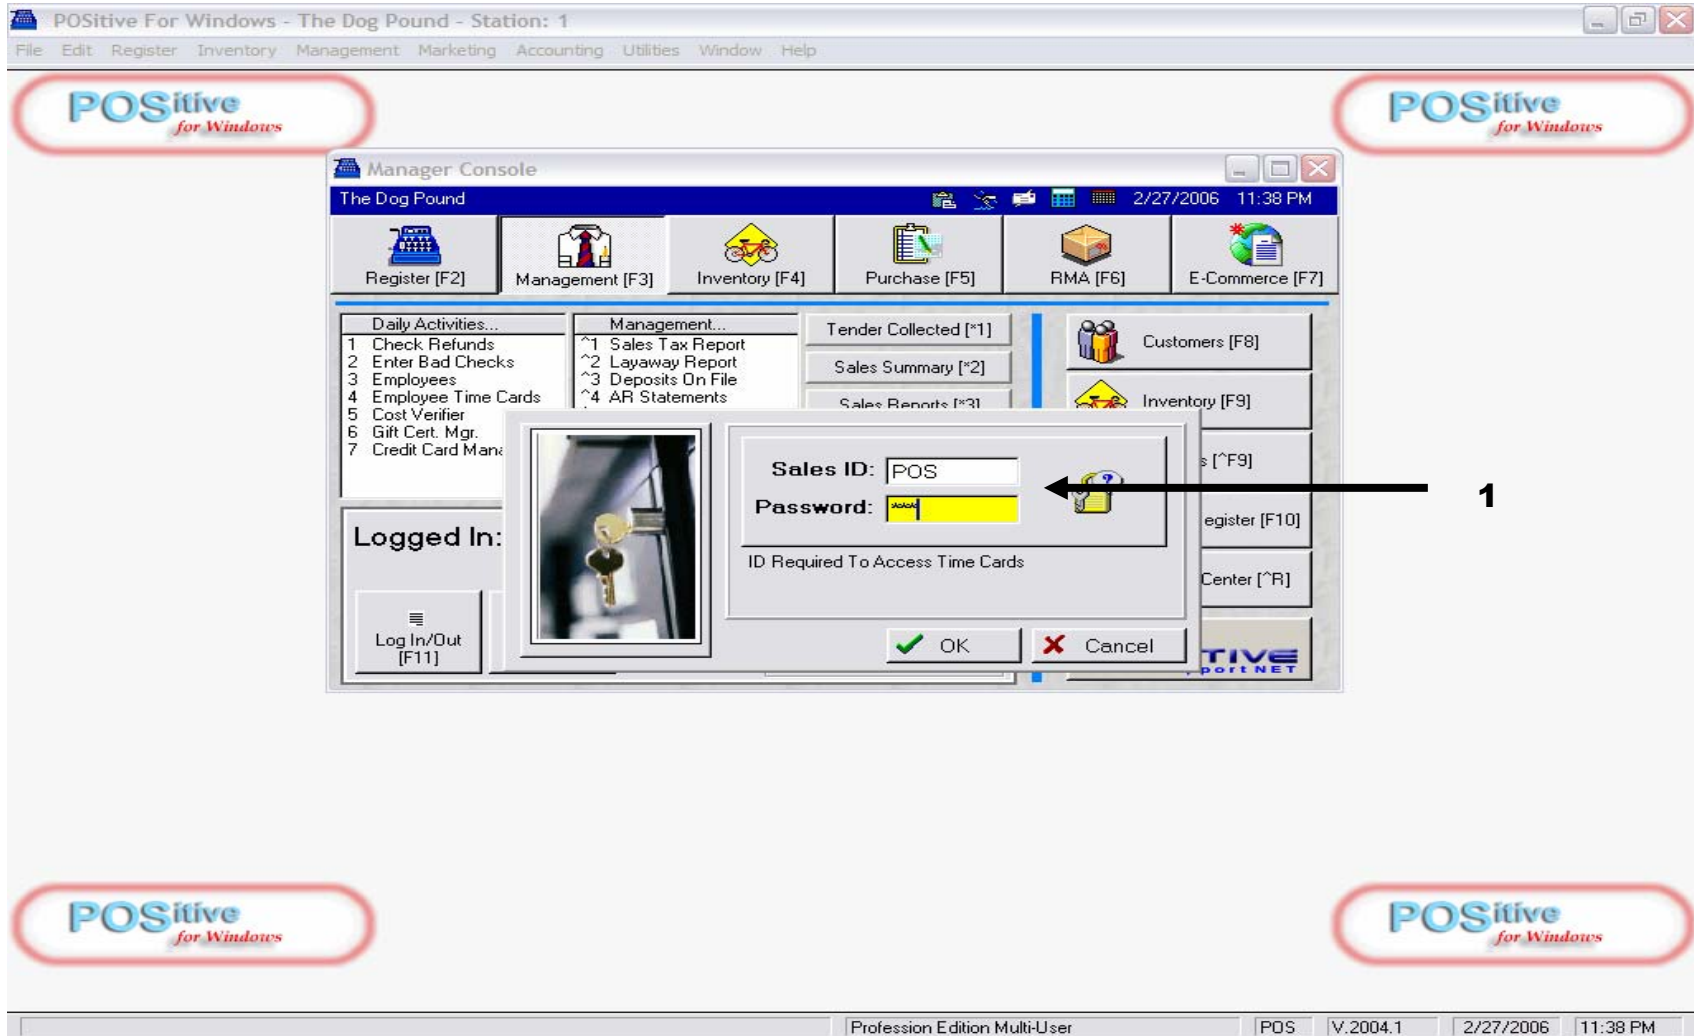 POSitive For Windows - The Dog Pound - Station: 1
File Edit Register Inventory Management Marketing Accounting Utilities Window Help
POSitive
for Windows
POSitive
for Windows
Manager Console
The Dog Pound 2/27/2006 11:38 PM
Register [F2] Management [F3] Inventory [F4] Purchase [F5] RMA [F6] E-Commerce [F7]
Daily Activities...
1 Check Refunds
2 Enter Bad Checks
3 Employees
4 Employee Time Cards
5 Cost Verifier
6 Gift Cert. Mgr.
7 Credit Card Man
Management...
^1 Sales Tax Report
^2 Layaway Report
^3 Deposits On File
^4 AR Statements
Tender Collected [*1]
Sales Summary [*2]
Sales Reports [*3]
Customers [F8]
Inventory [F9]
s [^F9]
egister [F10]
Center [^R]
TIVE
port NET
Logged In:
Log In/Out
[F11]
Sales ID: POS
Password: ****
ID Required To Access Time Cards
OK Cancel
1
POSitive
for Windows
POSitive
for Windows
Profession Edition Multi-User POS V.2004.1 2/27/2006 11:38 PM